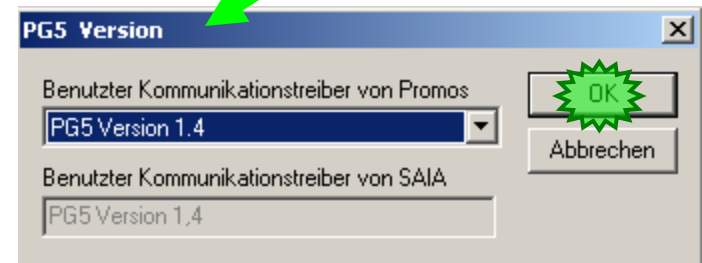 PG5 Version
Benutzter Kommunikationstreiber von Promos
OK
PG5 Version 1.4
Abbrechen
Benutzter Kommunikationstreiber von SAIA
PG5 Version 1,4